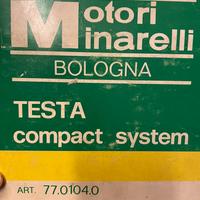 Motori
Minarelli
BOLOGNA
TESTA
compact system
ART. 77.0104.0